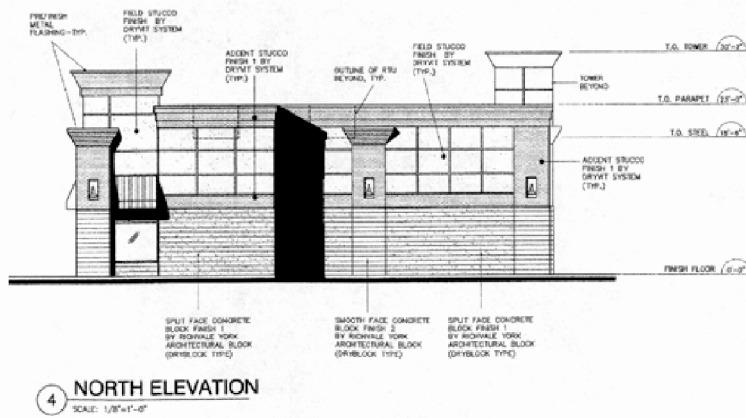 PREFINISH
METAL
FLASHING-TYP.
FIELD STUCCO
FINISH BY
DRYVIT SYSTEM
(TYP.)
ACCENT STUCCO
FINISH 1 BY
DRYVIT SYSTEM
(TYP.)
OUTLINE OF RTU
BEYOND, TYP.
FIELD STUCCO
FINISH BY
DRYVIT SYSTEM
(TYP.)
T.O. TOWER
TOWER
BEYOND
T.O. PARAPET
T.O. STEEL
ACCENT STUCCO
FINISH 1 BY
DRYVIT SYSTEM
(TYP.)
FINISH FLOOR 0'-0"
SPLIT FACE CONCRETE
BLOCK FINISH 1
BY RICHVALE YORK
ARCHITECTURAL BLOCK
(DRYBLOCK TYPE)
SMOOTH FACE CONCRETE
BLOCK FINISH 2
BY RICHVALE YORK
ARCHITECTURAL BLOCK
(DRYBLOCK TYPE)
SPLIT FACE CONCRETE
BLOCK FINISH 1
BY RICHVALE YORK
ARCHITECTURAL BLOCK
(DRYBLOCK TYPE)
4 NORTH ELEVATION
SCALE: 1/8"=1'-0"